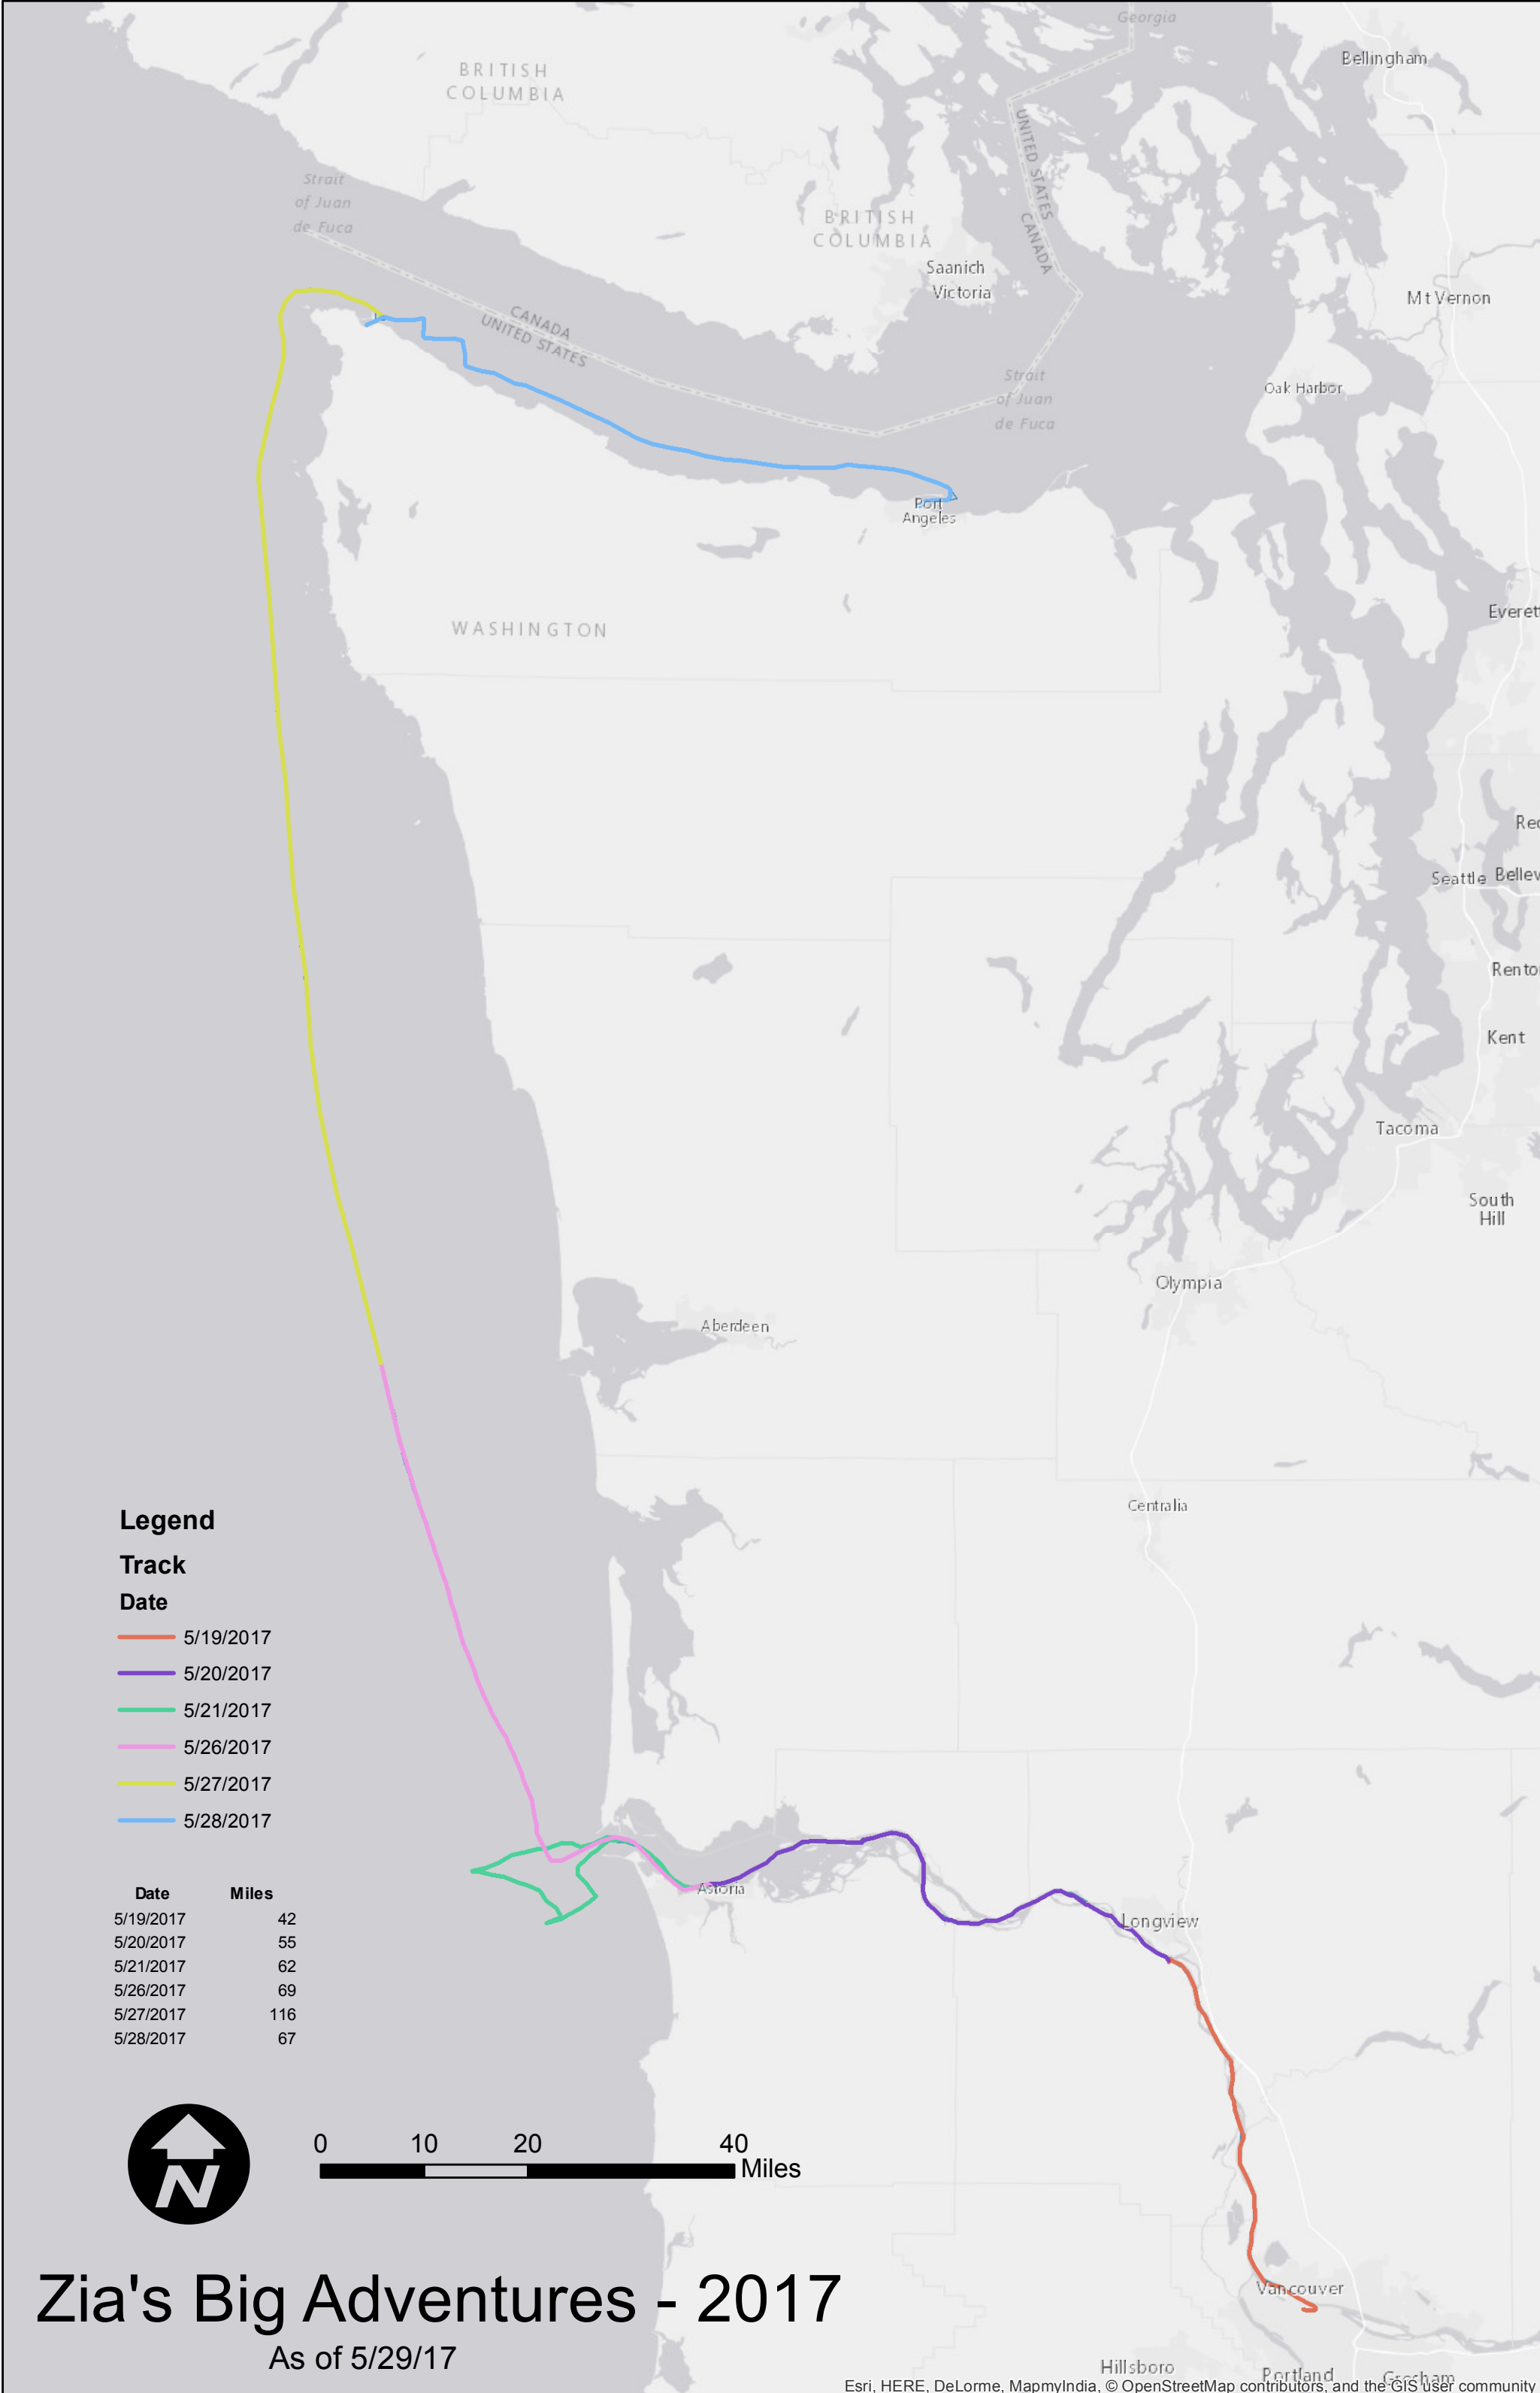 Georgia
Bellingham
BRITISH
COLUMBIA
UNITED STATES
CANADA
Strait
of Juan
de Fuca
BRITISH
COLUMBIA
Saanich
Victoria
Mt Vernon
CANADA
UNITED STATES
Strait
of Juan
de Fuca
Oak Harbor
Port
Angeles
Everett
WASHINGTON
Seattle
Kent
Tacoma
South
Hill
Olympia
Aberdeen
Centralia
Legend
Track
Date
5/19/2017
5/20/2017
5/21/2017
5/26/2017
5/27/2017
5/28/2017
Astoria
Longview
Date Miles
5/19/2017 42
5/20/2017 55
5/21/2017 62
5/26/2017 69
5/27/2017 116
5/28/2017 67
N
0 10 20 40
Miles
Vancouver
Zia's Big Adventures - 2017
As of 5/29/17
Hillsboro
Portland
Gresham
Esri, HERE, DeLorme, MapmyIndia, © OpenStreetMap contributors, and the GIS user community